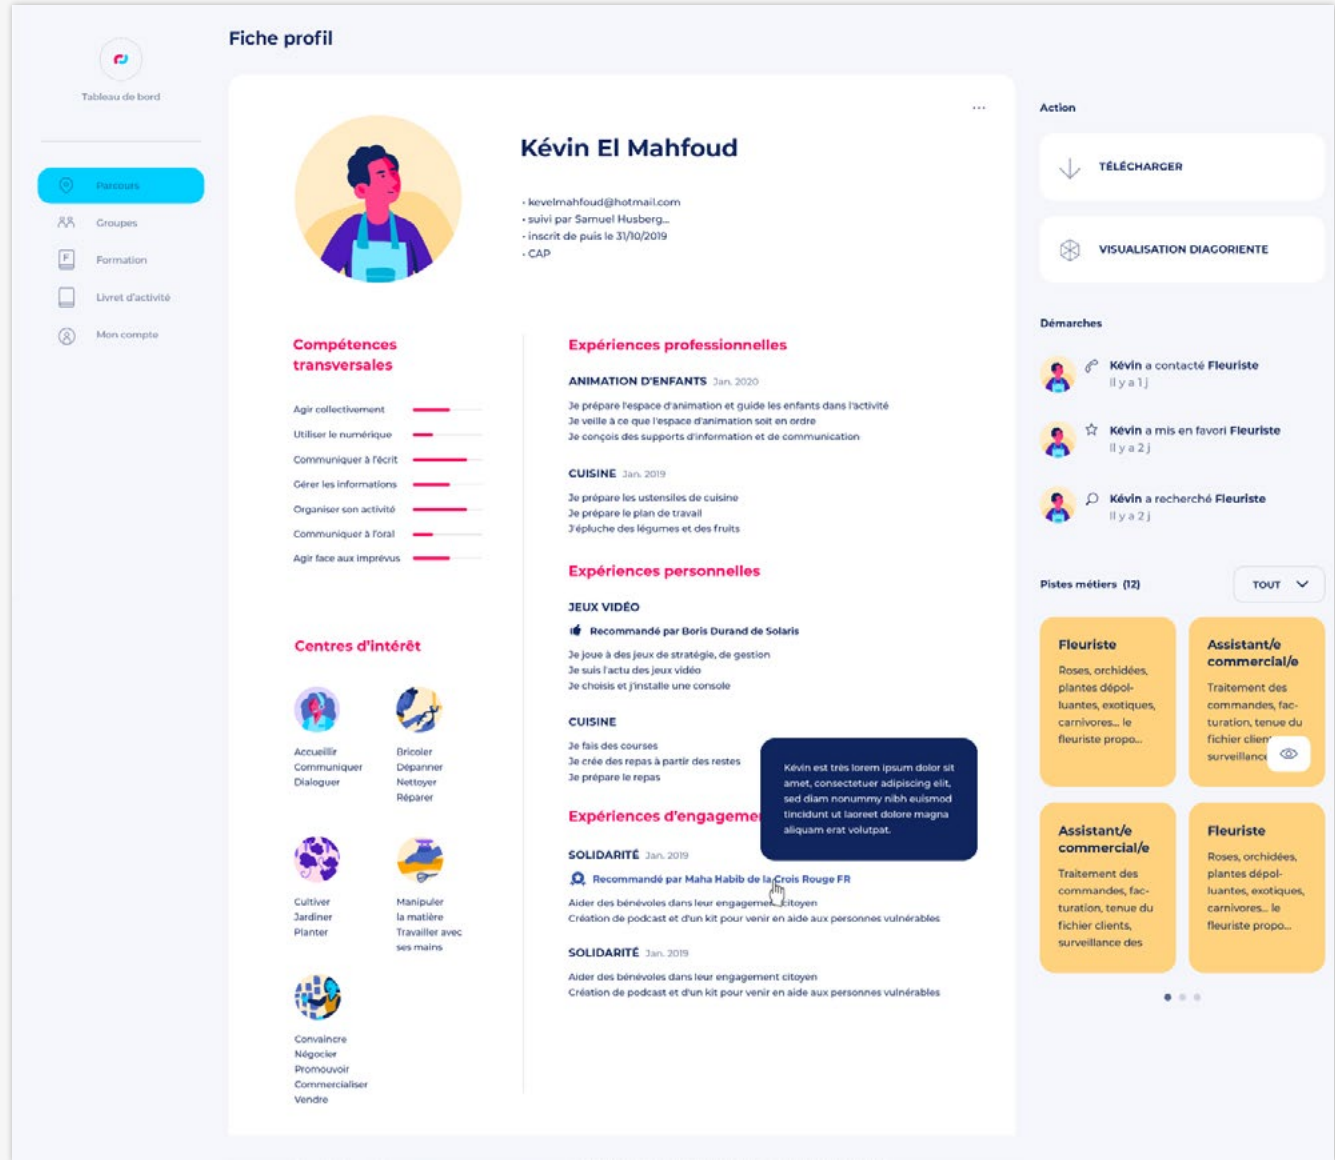 Fiche profil
Tableau de bord
Parcours
Groupes
Formation
Livret d'activité
Mon compte
...
Kévin El Mahfoud
• kevelmahfoud@hotmail.com
• suivi par Samuel Husberg...
• inscrit de puis le 31/10/2019
• CAP
Compétences
transversales
Agir collectivement
Utiliser le numérique
Communiquer à l'écrit
Gérer les informations
Organiser son activité
Communiquer à l'oral
Agir face aux imprévus
Centres d'intérêt
Accueillir
Communiquer
Dialoguer
Bricoler
Dépanner
Nettoyer
Réparer
Cultiver
Jardiner
Planter
Manipuler
la matière
Travailler avec
ses mains
Convaincre
Négocier
Promouvoir
Commercialiser
Vendre
Expériences professionnelles
ANIMATION D'ENFANTS Jan. 2020
Je prépare l'espace d'animation et guide les enfants dans l'activité
Je veille à ce que l'espace d'animation soit en ordre
Je conçois des supports d'information et de communication
CUISINE Jan. 2019
Je prépare les ustensiles de cuisine
Je prépare le plan de travail
J'épluche des légumes et des fruits
Expériences personnelles
JEUX VIDÉO
Recommandé par Boris Durand de Solaris
Je joue à des jeux de stratégie, de gestion
Je suis l'actu des jeux vidéo
Je choisis et j'installe une console
CUISINE
Je fais des courses
Je crée des repas à partir des restes
Je prépare le repas
Kévin est très lorem ipsum dolor sit
amet, consectetuer adipiscing elit,
sed diam nonummy nibh euismod
tincidunt ut laoreet dolore magna
aliquam erat volutpat.
Expériences d'engageme
SOLIDARITÉ Jan. 2019
Recommandé par Maha Habib de la Crois Rouge FR
Aider des bénévoles dans leur engagement citoyen
Création de podcast et d'un kit pour venir en aide aux personnes vulnérables
SOLIDARITÉ Jan. 2019
Aider des bénévoles dans leur engagement citoyen
Création de podcast et d'un kit pour venir en aide aux personnes vulnérables
Action
TÉLÉCHARGER
VISUALISATION DIAGORIENTE
Démarches
Kévin a contacté Fleuriste
Il y a 1 j
Kévin a mis en favori Fleuriste
Il y a 2 j
Kévin a recherché Fleuriste
Il y a 2 j
Pistes métiers (12)
TOUT
Fleuriste
Roses, orchidées,
plantes dépol-
luantes, exotiques,
carnivores... le
fleuriste propo...
Assistant/e
commercial/e
Traitement des
commandes, fac-
turation, tenue du
fichier clien
surveillance
Assistant/e
commercial/e
Traitement des
commandes, fac-
turation, tenue du
fichier clients,
surveillance des
Fleuriste
Roses, orchidées,
plantes dépol-
luantes, exotiques,
carnivores... le
fleuriste propo...